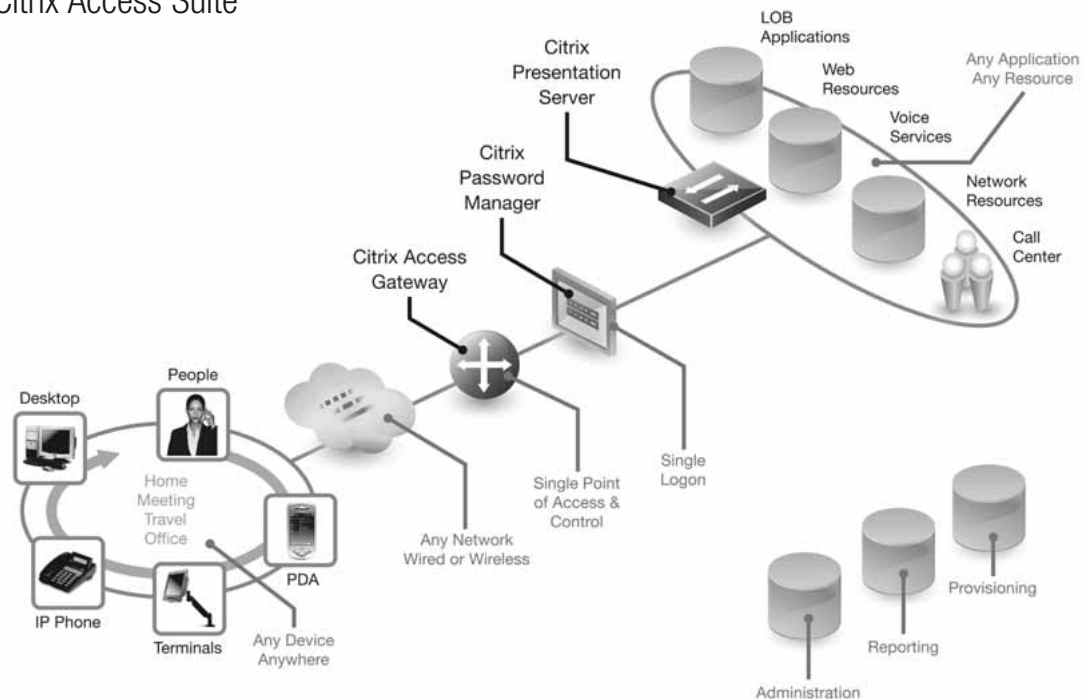 Citrix Access Suite
LOB
Applications
Citrix
Presentation
Server
Web
Resources
Any Application
Any Resource
Voice
Services
Citrix
Password
Manager
Network
Resources
Call
Center
Citrix Access
Gateway
People
Desktop
Home
Meeting
Travel
Office
Single Point
of Access &
Control
Single
Logon
Any Network
Wired or Wireless
PDA
IP Phone
Terminals
Any Device
Anywhere
Provisioning
Reporting
Administration